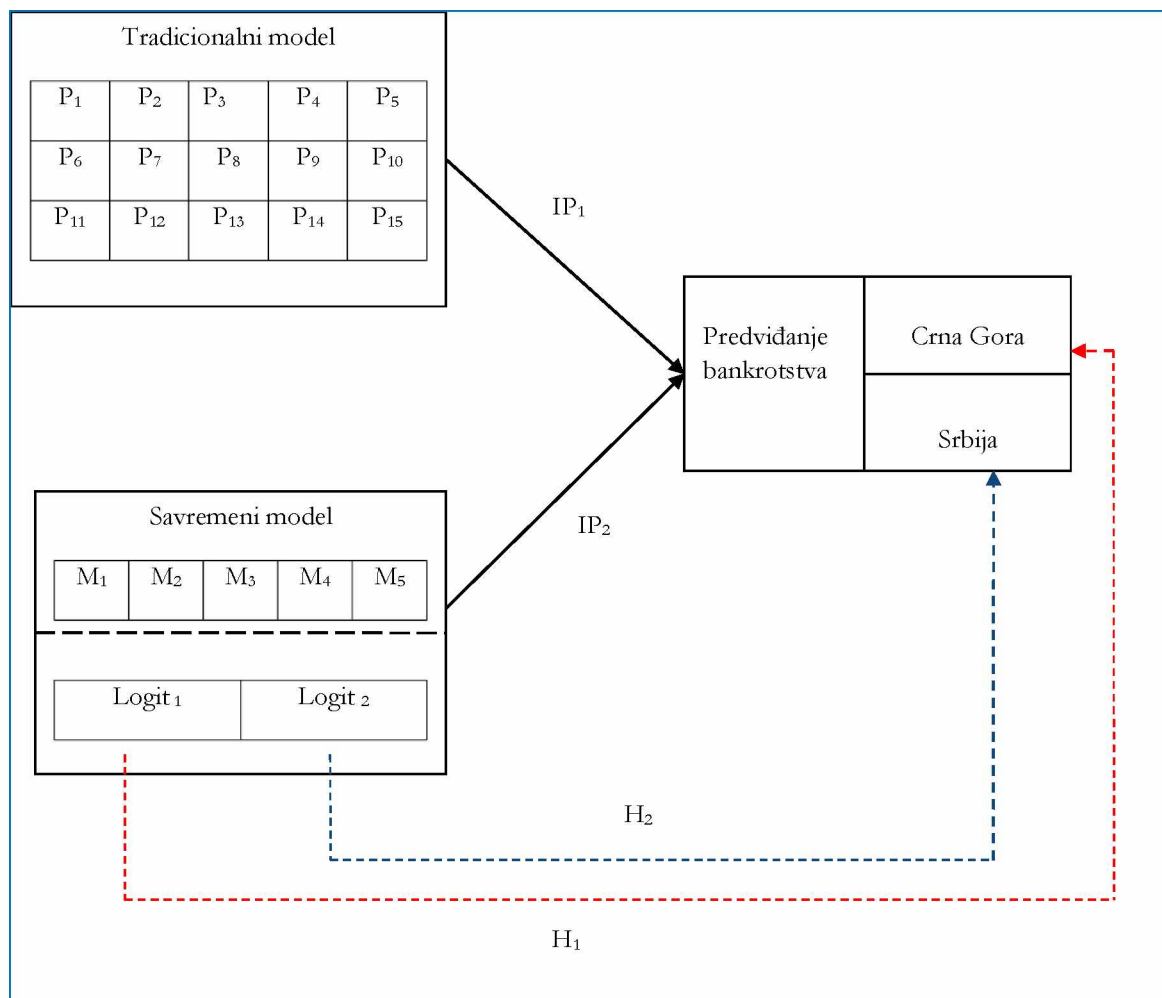 Tradicionalni model
P₁ P₂ P₃ P₄ P₅
P₆ P₇ P₈ P₉ P₁₀
P₁₁ P₁₂ P₁₃ P₁₄ P₁₅
IP₁
Predviđanje
bankrotstva
Crna Gora
Srbija
Savremeni model
IP₂
M₁ M₂ M₃ M₄ M₅
Logit ₁ Logit ₂
H₂
H₁